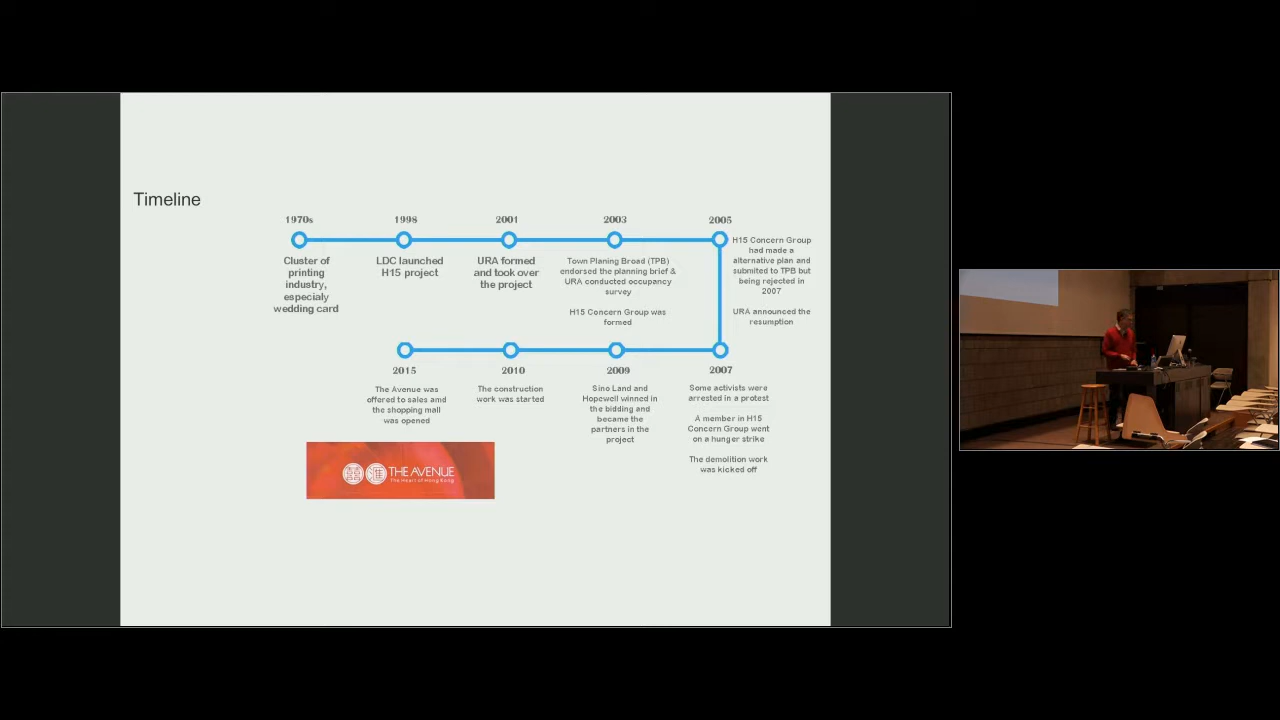 Timeline
1970s
1998
2001
2003
2005
Cluster of
printing
industry,
especialy
wedding card
LDC launched
H15 project
URA formed
and took over
the project
Town Planing Broad (TPB)
endorsed the planning brief &
URA conducted occupancy
survey
H15 Concern Group was
formed
H15 Concern Group
had made a
alternative plan and
submited to TPB but
being rejected in
2007
URA announced the
resumption
2015
2010
2009
2007
The Avenue was
offered to sales amd
the shopping mall
was opened
The construction
work was started
Sino Land and
Hopewell winned in
the bidding and
became the
partners in the
project
Some activists were
arrested in a protest
A member in H15
Concern Group went
on a hunger strike
The demolition work
was kicked off
囍 滙 THE AVENUE
The Heart of Hong Kong